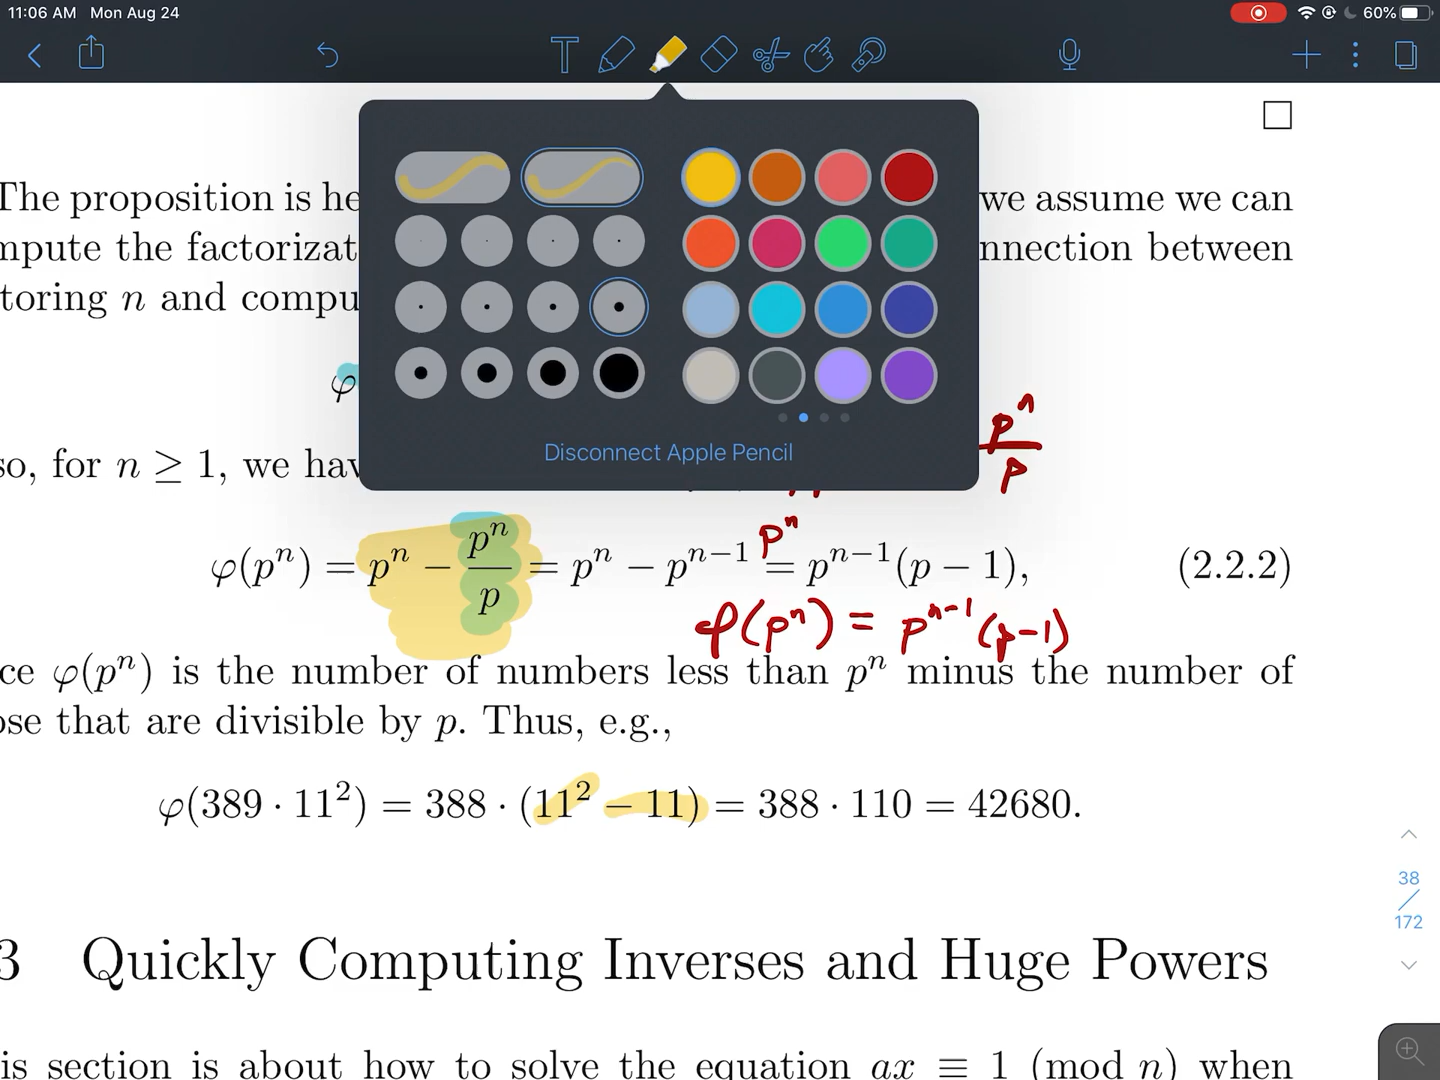 11:06 AM Mon Aug 24
60%
The proposition is he we assume we can
mpute the factorizat nnection between
toring n and compu
φ
pⁿ/p
so, for n ≥ 1, we hav
Disconnect Apple Pencil
pⁿ
φ(pⁿ) = pⁿ − pⁿ/p = pⁿ − pⁿ⁻¹ = pⁿ⁻¹(p − 1), (2.2.2)
φ(pⁿ) = pⁿ⁻¹(p−1)
ce φ(pⁿ) is the number of numbers less than pⁿ minus the number of
ose that are divisible by p. Thus, e.g.,
φ(389 · 11²) = 388 · (11² − 11) = 388 · 110 = 42680.
38
172
3 Quickly Computing Inverses and Huge Powers
is section is about how to solve the equation ax ≡ 1 (mod n) when